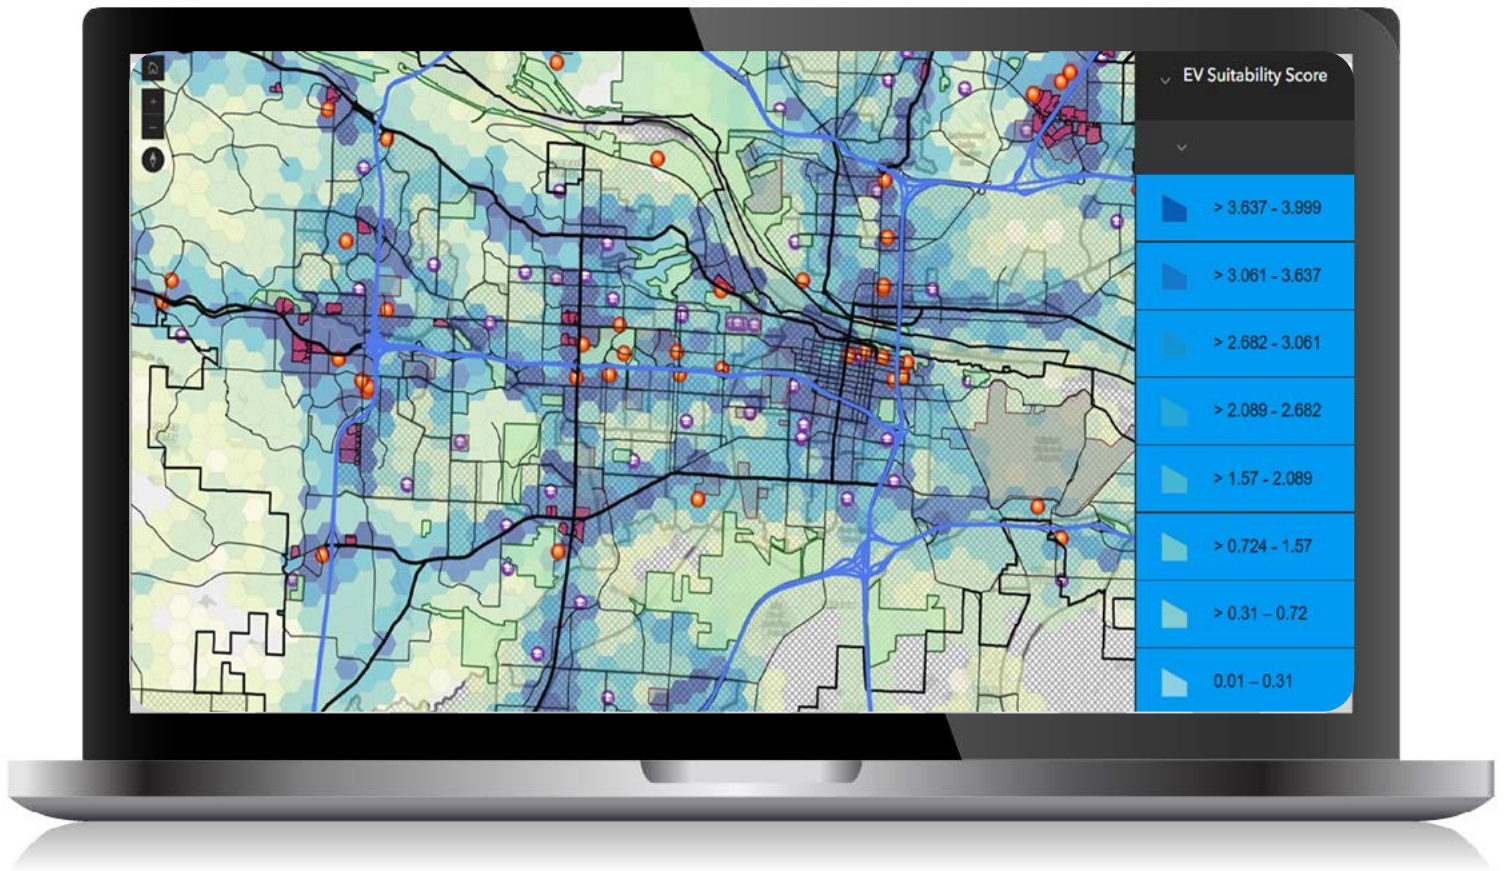 EV Suitability Score
> 3.637 - 3.999
> 3.061 - 3.637
> 2.682 - 3.061
> 2.089 - 2.682
> 1.57 - 2.089
> 0.724 - 1.57
> 0.31 – 0.72
0.01 – 0.31